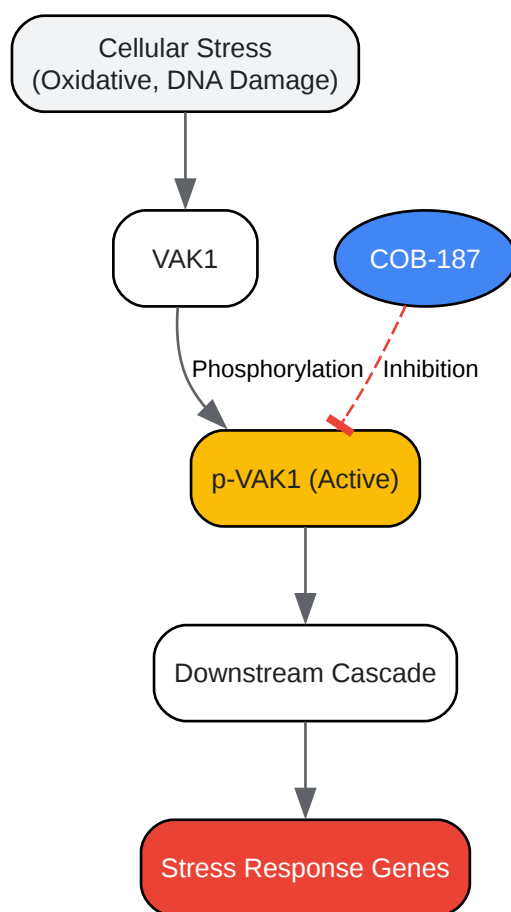 Cellular Stress
(Oxidative, DNA Damage)
VAK1
COB-187
Phosphorylation
Inhibition
p-VAK1 (Active)
Downstream Cascade
Stress Response Genes